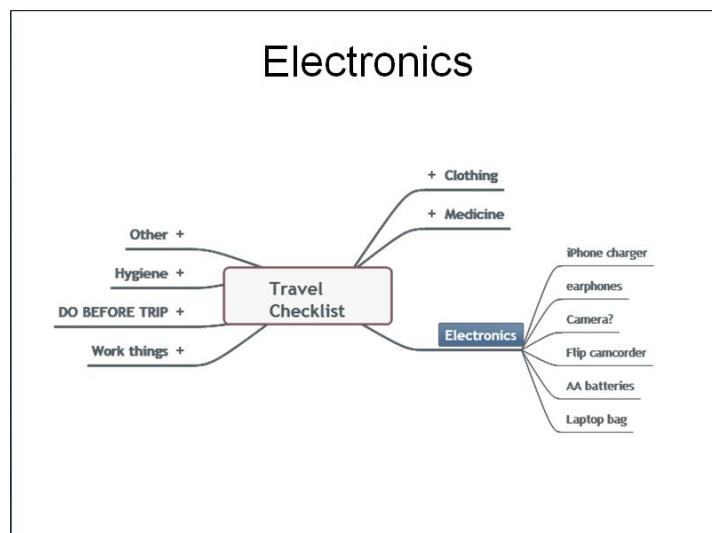 Electronics
+ Clothing
+ Medicine
Other +
Hygiene +
DO BEFORE TRIP +
Work things +
Travel
Checklist
Electronics
iPhone charger
earphones
Camera?
Flip camcorder
AA batteries
Laptop bag